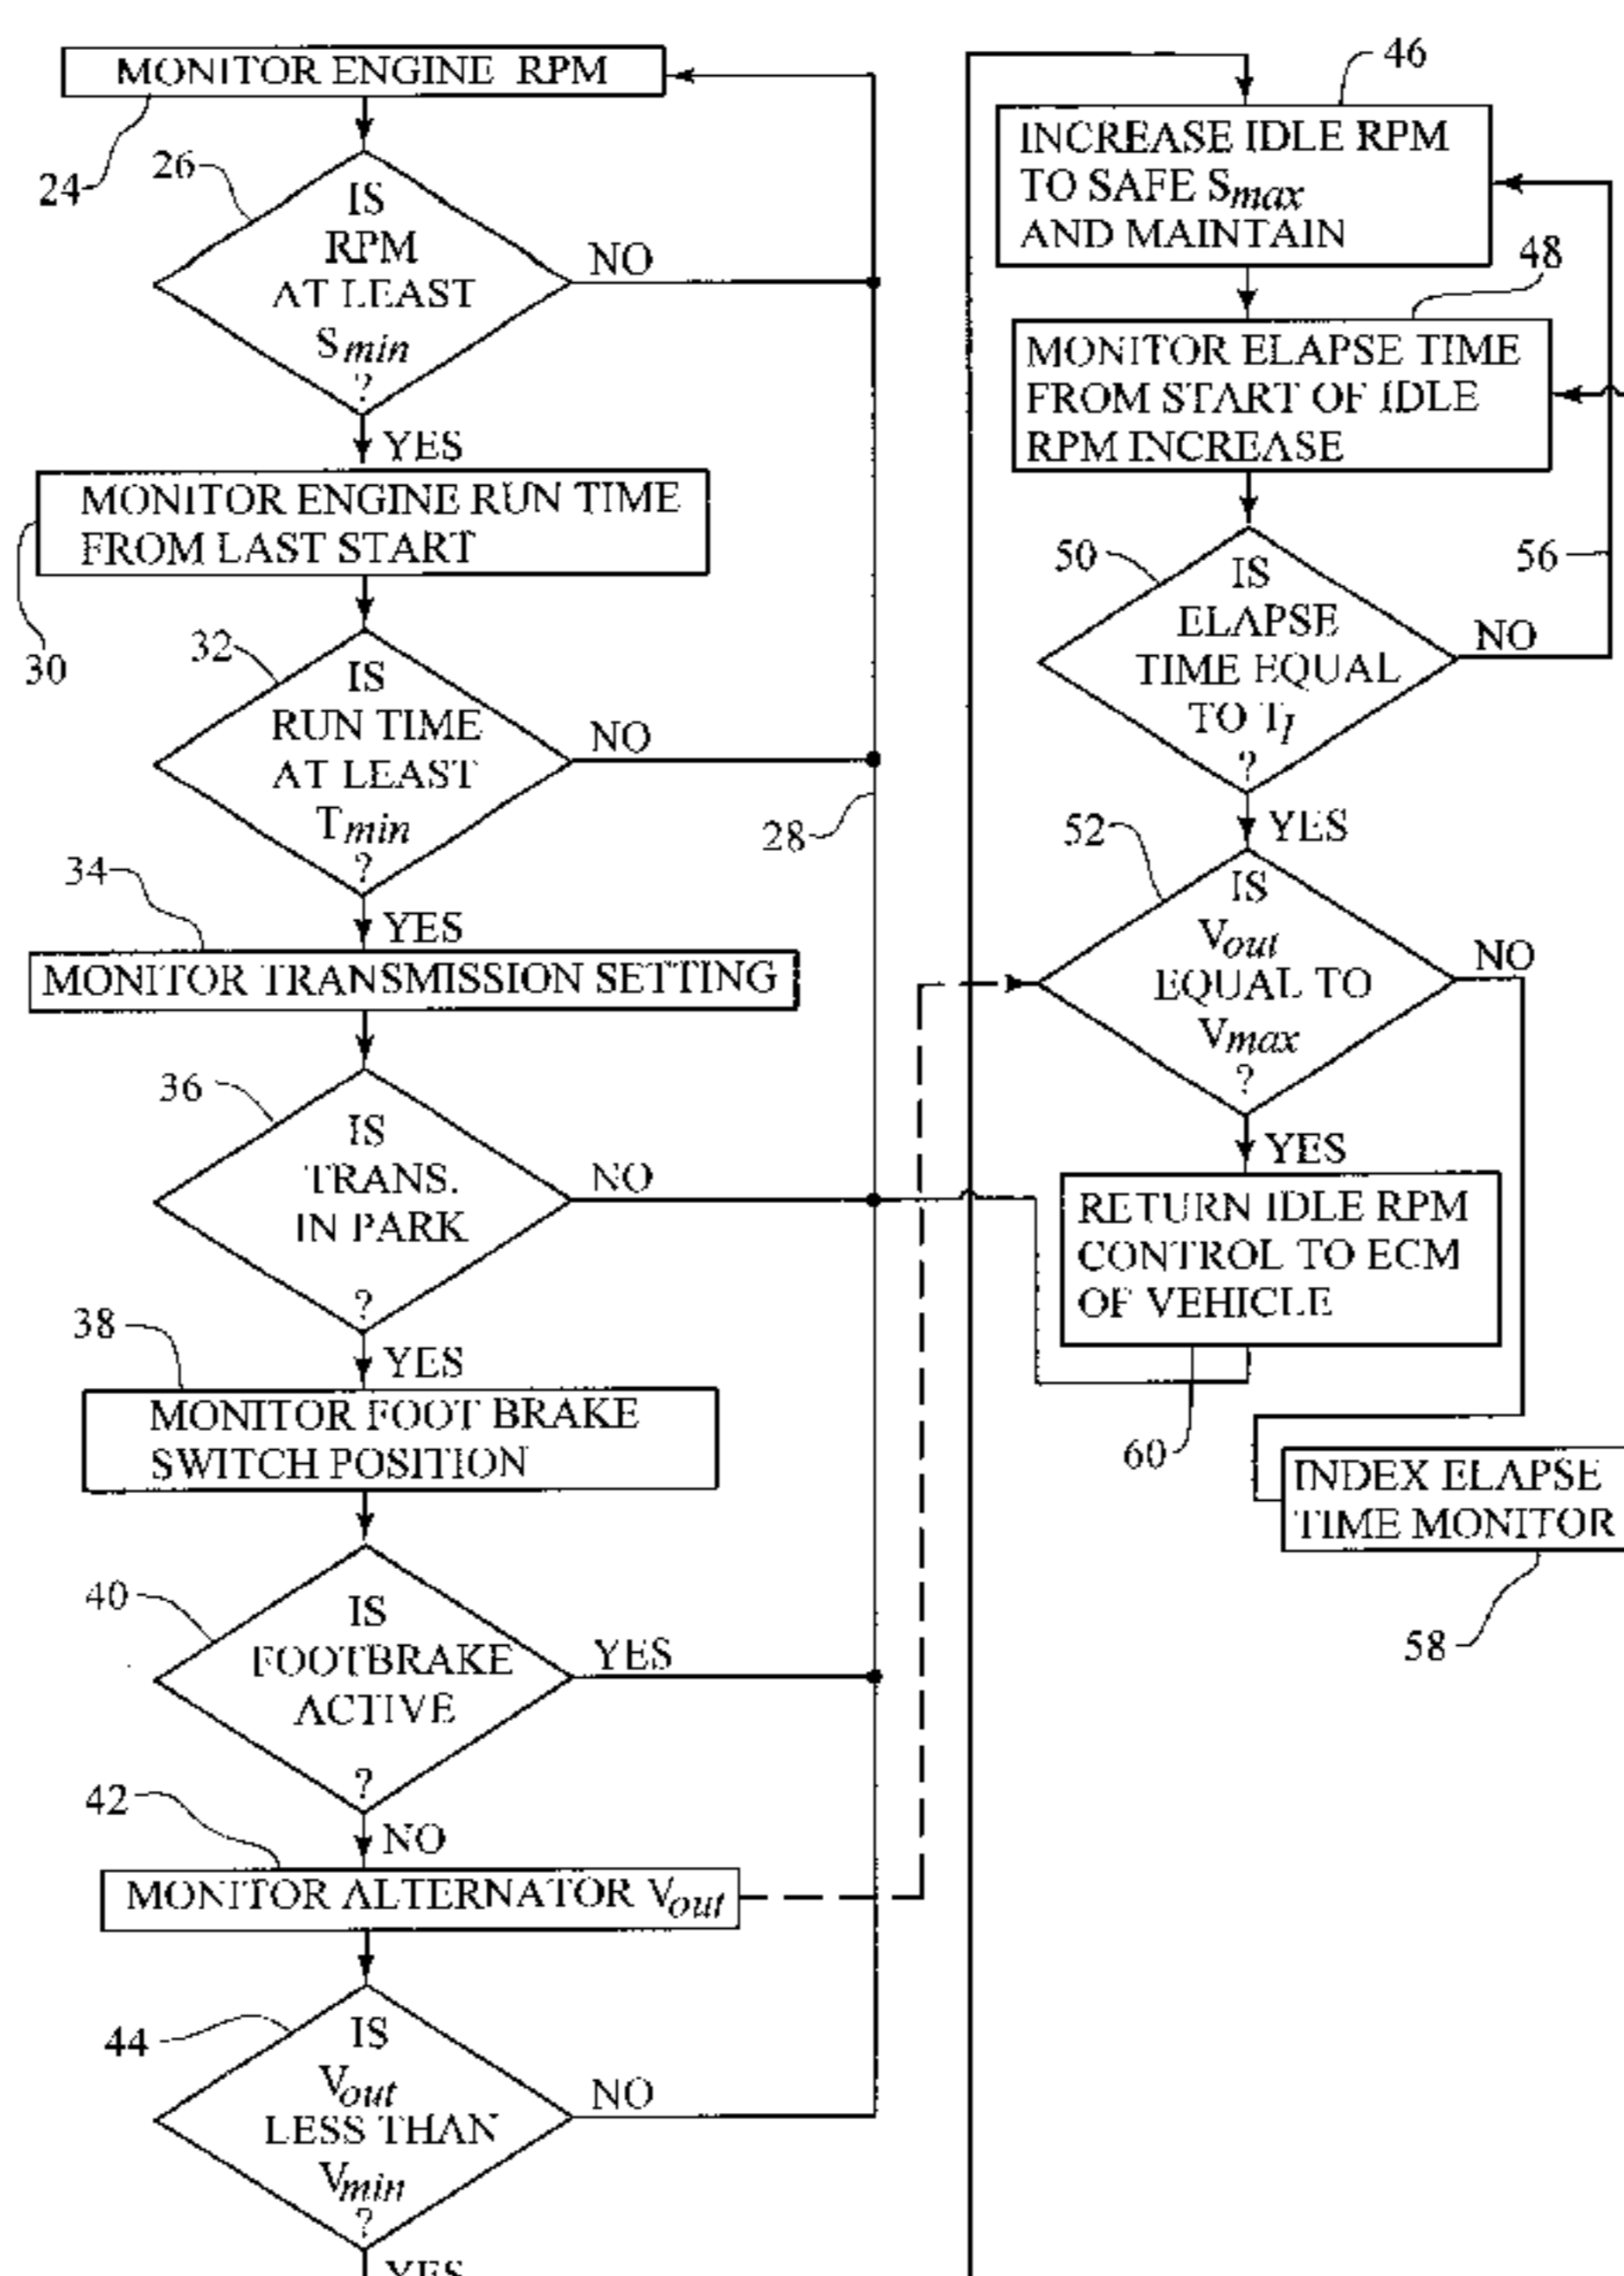 MONITOR ENGINE RPM
24
26
IS
RPM
AT LEAST
Smin
?
NO
YES
MONITOR ENGINE RUN TIME
FROM LAST START
30
32
IS
RUN TIME
AT LEAST
Tmin
?
NO
28
YES
34
MONITOR TRANSMISSION SETTING
36
IS
TRANS.
IN PARK
?
NO
YES
38
MONITOR FOOT BRAKE
SWITCH POSITION
40
IS
FOOTBRAKE
ACTIVE
?
YES
NO
42
MONITOR ALTERNATOR Vout
44
IS
Vout
LESS THAN
Vmin
?
NO
YES
46
INCREASE IDLE RPM
TO SAFE Smax
AND MAINTAIN
48
MONITOR ELAPSE TIME
FROM START OF IDLE
RPM INCREASE
50
IS
ELAPSE
TIME EQUAL
TO TI
?
NO
56
YES
52
IS
Vout
EQUAL TO
Vmax
?
NO
YES
RETURN IDLE RPM
CONTROL TO ECM
OF VEHICLE
60
INDEX ELAPSE
TIME MONITOR
58